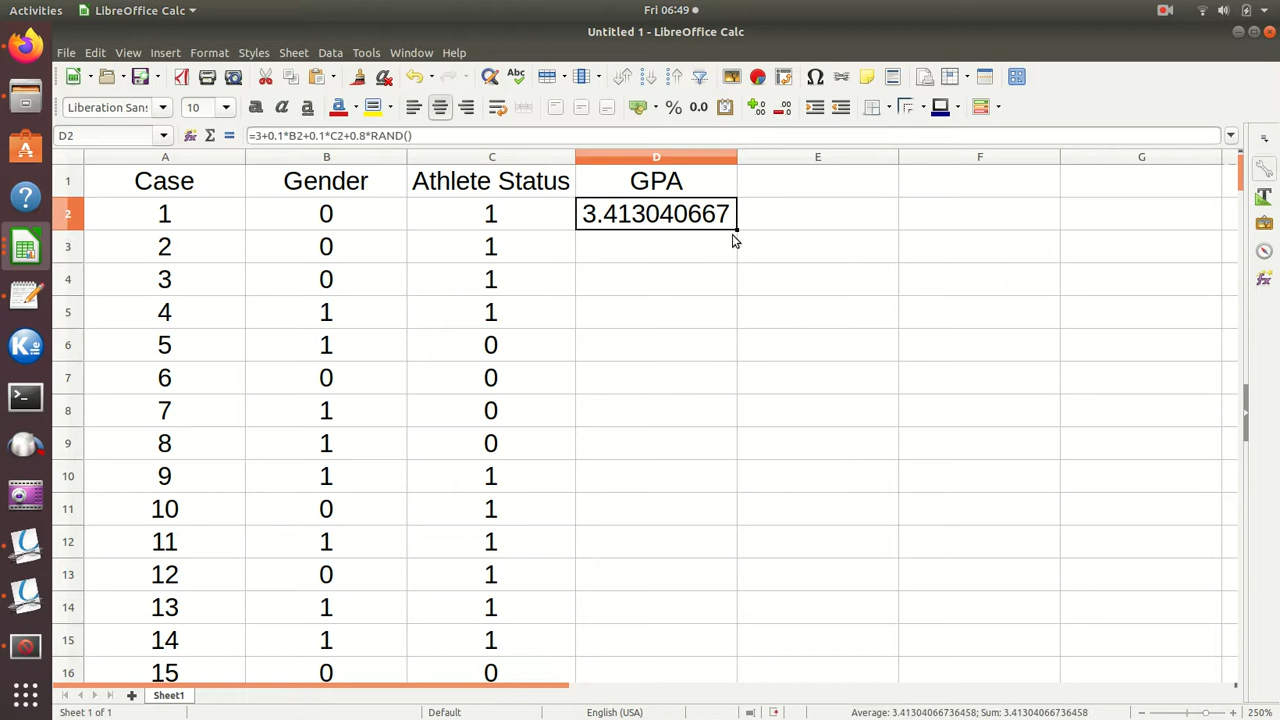 Activities LibreOffice Calc Fri 06:49
Untitled 1 - LibreOffice Calc
File Edit View Insert Format Styles Sheet Data Tools Window Help
Liberation Sans 10
D2 =3+0.1*B2+0.1*C2+0.8*RAND()
A B C D E F G
1 Case Gender Athlete Status GPA
2 1 0 1 3.413040667
3 2 0 1
4 3 0 1
5 4 1 1
6 5 1 0
7 6 0 0
8 7 1 0
9 8 1 0
10 9 1 1
11 10 0 1
12 11 1 1
13 12 0 1
14 13 1 1
15 14 1 1
16 15 0 0
Sheet1
Sheet 1 of 1 Default English (USA) Average: 3.41304066736458; Sum: 3.41304066736458 250%